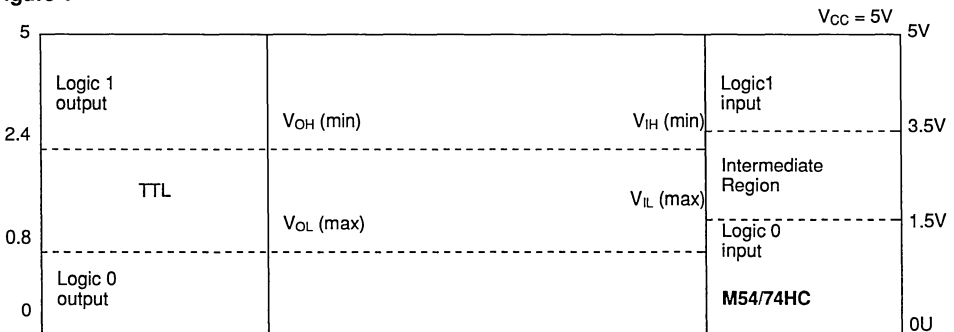 VCC = 5V
5
5V
Logic 1
output
Logic1
input
VOH (min)
VIH (min)
2.4
3.5V
TTL
Intermediate
Region
VIL (max)
VOL (max)
1.5V
0.8
Logic 0
input
Logic 0
output
M54/74HC
0
0U